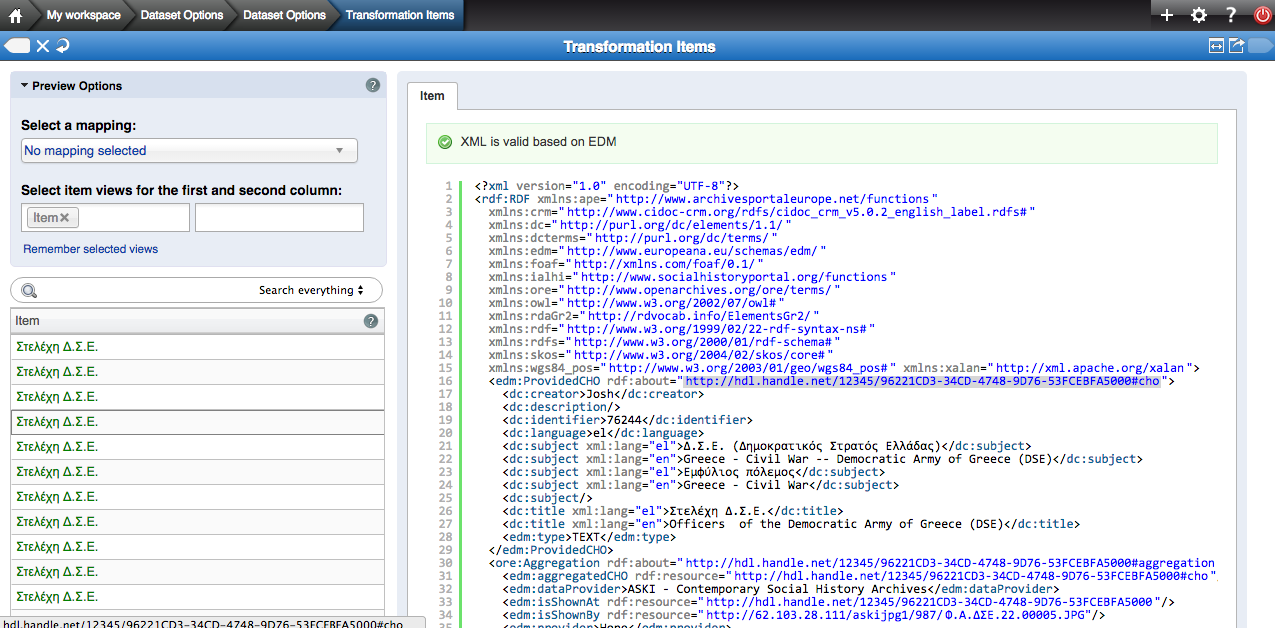 My workspace
Dataset Options
Dataset Options
Transformation Items
+
?
Transformation Items
Preview Options
?
Select a mapping:
No mapping selected
Select item views for the first and second column:
Item×
Remember selected views
Search everything
Item
?
Στελέχη Δ.Σ.Ε.
Στελέχη Δ.Σ.Ε.
Στελέχη Δ.Σ.Ε.
Στελέχη Δ.Σ.Ε.
Στελέχη Δ.Σ.Ε.
Στελέχη Δ.Σ.Ε.
Στελέχη Δ.Σ.Ε.
Στελέχη Δ.Σ.Ε.
Στελέχη Δ.Σ.Ε.
Στελέχη Δ.Σ.Ε.
Στελέχη Δ.Σ.Ε.
hdl.handle.net/12345/96221CD3-34CD-4748-9D76-53FCEBFA5000#cho
Item
XML is valid based on EDM
1 <?xml version="1.0" encoding="UTF-8"?>
2 <rdf:RDF xmlns:ape="http://www.archivesportaleurope.net/functions"
3 xmlns:crm="http://www.cidoc-crm.org/rdfs/cidoc_crm_v5.0.2_english_label.rdfs#"
4 xmlns:dc="http://purl.org/dc/elements/1.1/"
5 xmlns:dcterms="http://purl.org/dc/terms/"
6 xmlns:edm="http://www.europeana.eu/schemas/edm/"
7 xmlns:foaf="http://xmlns.com/foaf/0.1/"
8 xmlns:ialhi="http://www.socialhistoryportal.org/functions"
9 xmlns:ore="http://www.openarchives.org/ore/terms/"
10 xmlns:owl="http://www.w3.org/2002/07/owl#"
11 xmlns:rdaGr2="http://rdvocab.info/ElementsGr2/"
12 xmlns:rdf="http://www.w3.org/1999/02/22-rdf-syntax-ns#"
13 xmlns:rdfs="http://www.w3.org/2000/01/rdf-schema#"
14 xmlns:skos="http://www.w3.org/2004/02/skos/core#"
15 xmlns:wgs84_pos="http://www.w3.org/2003/01/geo/wgs84_pos#" xmlns:xalan="http://xml.apache.org/xalan">
16 <edm:ProvidedCHO rdf:about="http://hdl.handle.net/12345/96221CD3-34CD-4748-9D76-53FCEBFA5000#cho">
17 <dc:creator>Josh</dc:creator>
18 <dc:description/>
19 <dc:identifier>76244</dc:identifier>
20 <dc:language>el</dc:language>
21 <dc:subject xml:lang="el">Δ.Σ.Ε. (Δημοκρατικός Στρατός Ελλάδας)</dc:subject>
22 <dc:subject xml:lang="en">Greece - Civil War -- Democratic Army of Greece (DSE)</dc:subject>
23 <dc:subject xml:lang="el">Εμφύλιος πόλεμος</dc:subject>
24 <dc:subject xml:lang="en">Greece - Civil War</dc:subject>
25 <dc:subject/>
26 <dc:title xml:lang="el">Στελέχη Δ.Σ.Ε.</dc:title>
27 <dc:title xml:lang="en">Officers  of the Democratic Army of Greece (DSE)</dc:title>
28 <edm:type>TEXT</edm:type>
29 </edm:ProvidedCHO>
30 <ore:Aggregation rdf:about="http://hdl.handle.net/12345/96221CD3-34CD-4748-9D76-53FCEBFA5000#aggregation
31 <edm:aggregatedCHO rdf:resource="http://hdl.handle.net/12345/96221CD3-34CD-4748-9D76-53FCEBFA5000#cho"
32 <edm:dataProvider>ASKI - Contemporary Social History Archives</edm:dataProvider>
33 <edm:isShownAt rdf:resource="http://hdl.handle.net/12345/96221CD3-34CD-4748-9D76-53FCEBFA5000"/>
34 <edm:isShownBy rdf:resource="http://62.103.28.111/askijpg1/987/Φ.Α.ΔΣΕ.22.00005.JPG"/>
35 <edm:provider>Hope</edm:provider>